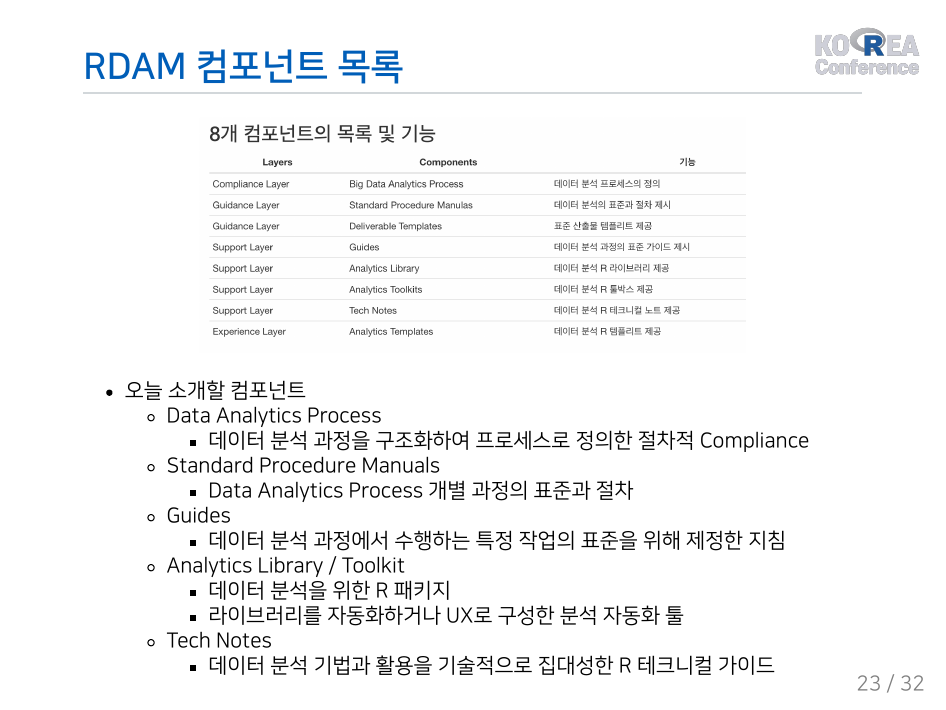 RDAM 컴포넌트 목록
KOREA
Conference
8개 컴포넌트의 목록 및 기능
Layers Components 기능
Compliance Layer Big Data Analytics Process 데이터 분석 프로세스의 정의
Guidance Layer Standard Procedure Manulas 데이터 분석의 표준과 절차 제시
Guidance Layer Deliverable Templates 표준 산출물 템플리트 제공
Support Layer Guides 데이터 분석 과정의 표준 가이드 제시
Support Layer Analytics Library 데이터 분석 R 라이브러리 제공
Support Layer Analytics Toolkits 데이터 분석 R 툴박스 제공
Support Layer Tech Notes 데이터 분석 R 테크니컬 노트 제공
Experience Layer Analytics Templates 데이터 분석 R 템플리트 제공
• 오늘 소개할 컴포넌트
○ Data Analytics Process
■ 데이터 분석 과정을 구조화하여 프로세스로 정의한 절차적 Compliance
○ Standard Procedure Manuals
■ Data Analytics Process 개별 과정의 표준과 절차
○ Guides
■ 데이터 분석 과정에서 수행하는 특정 작업의 표준을 위해 제정한 지침
○ Analytics Library / Toolkit
■ 데이터 분석을 위한 R 패키지
■ 라이브러리를 자동화하거나 UX로 구성한 분석 자동화 툴
○ Tech Notes
■ 데이터 분석 기법과 활용을 기술적으로 집대성한 R 테크니컬 가이드
23 / 32